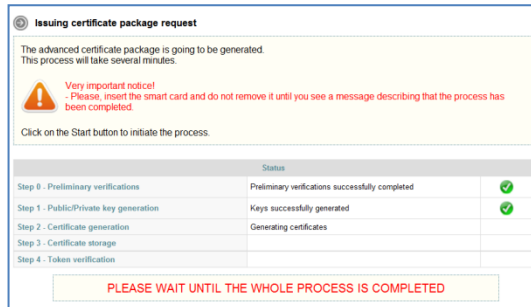 Issuing certificate package request
The advanced certificate package is going to be generated.
This process will take several minutes.
Very important notice!
- Please, insert the smart card and do not remove it until you see a message describing that the process has
been completed.
Click on the Start button to initiate the process.
Status
Step 0 - Preliminary verifications Preliminary verifications successfully completed
Step 1 - Public/Private key generation Keys successfully generated
Step 2 - Certificate generation Generating certificates
Step 3 - Certificate storage
Step 4 - Token verification
PLEASE WAIT UNTIL THE WHOLE PROCESS IS COMPLETED